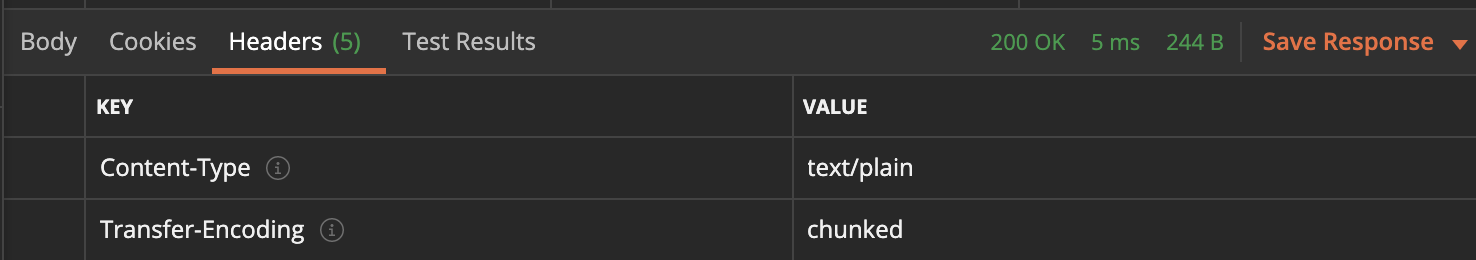 Body Cookies Headers (5) Test Results 200 OK 5 ms 244 B Save Response
KEY VALUE
Content-Type text/plain
Transfer-Encoding chunked